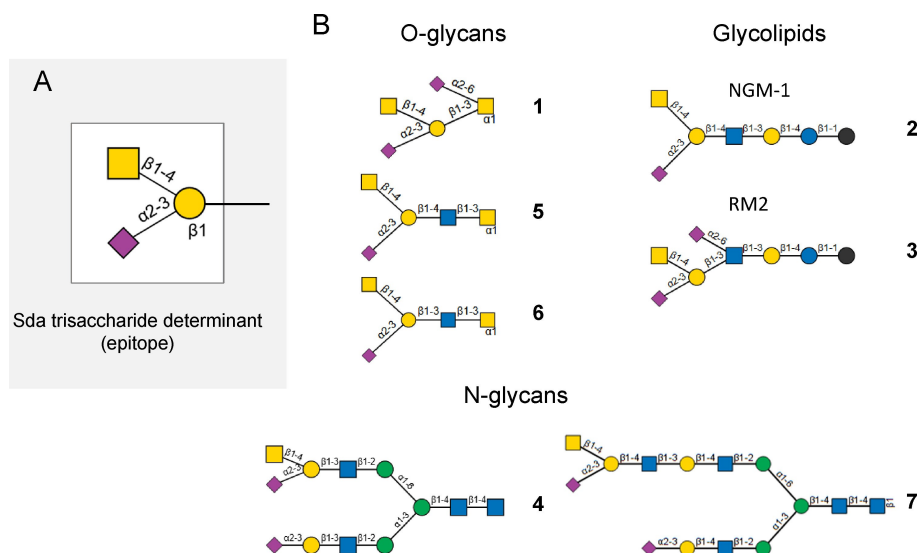 A
β1-4
α2-3
β1
Sda trisaccharide determinant
(epitope)
B
O-glycans
α2-6
β1-4
β1-3
α2-3
α1
1
β1-4
α2-3
β1-4
β1-3
α1
5
β1-4
α2-3
β1-3
β1-3
α1
6
Glycolipids
NGM-1
β1-4
α2-3
β1-4
β1-3
β1-4
β1-1
2
RM2
α2-6
β1-4
β1-3
α2-3
β1-3
β1-4
β1-1
3
N-glycans
β1-4
α2-3
β1-3
β1-2
α1-6
β1-4
β1-4
α1-3
α2-3
β1-3
β1-2
4
β1-4
α2-3
β1-4
β1-3
β1-4
β1-2
α1-6
β1-4
β1-4
β1
α1-3
α2-3
β1-4
β1-2
7